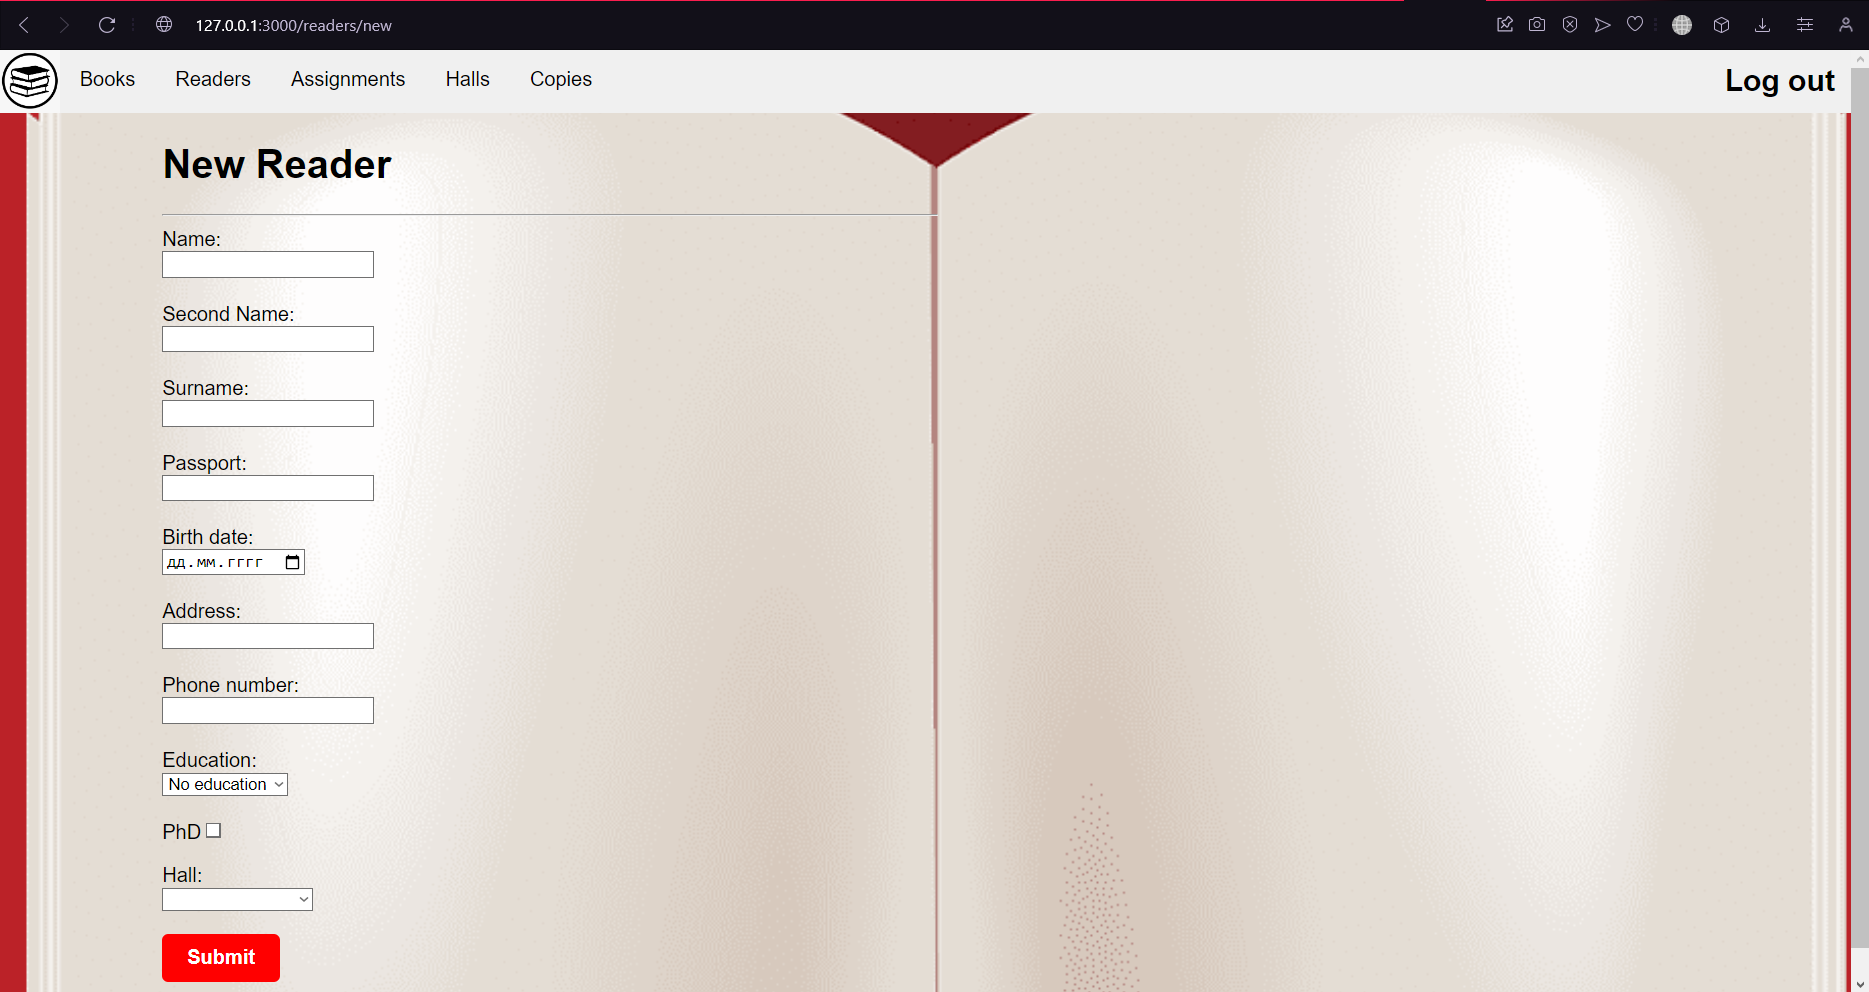 127.0.0.1:3000/readers/new
Books Readers Assignments Halls Copies Log out
New Reader
Name:
Second Name:
Surname:
Passport:
Birth date:
дд.мм.гггг
Address:
Phone number:
Education:
No education
PhD
Hall:
Submit